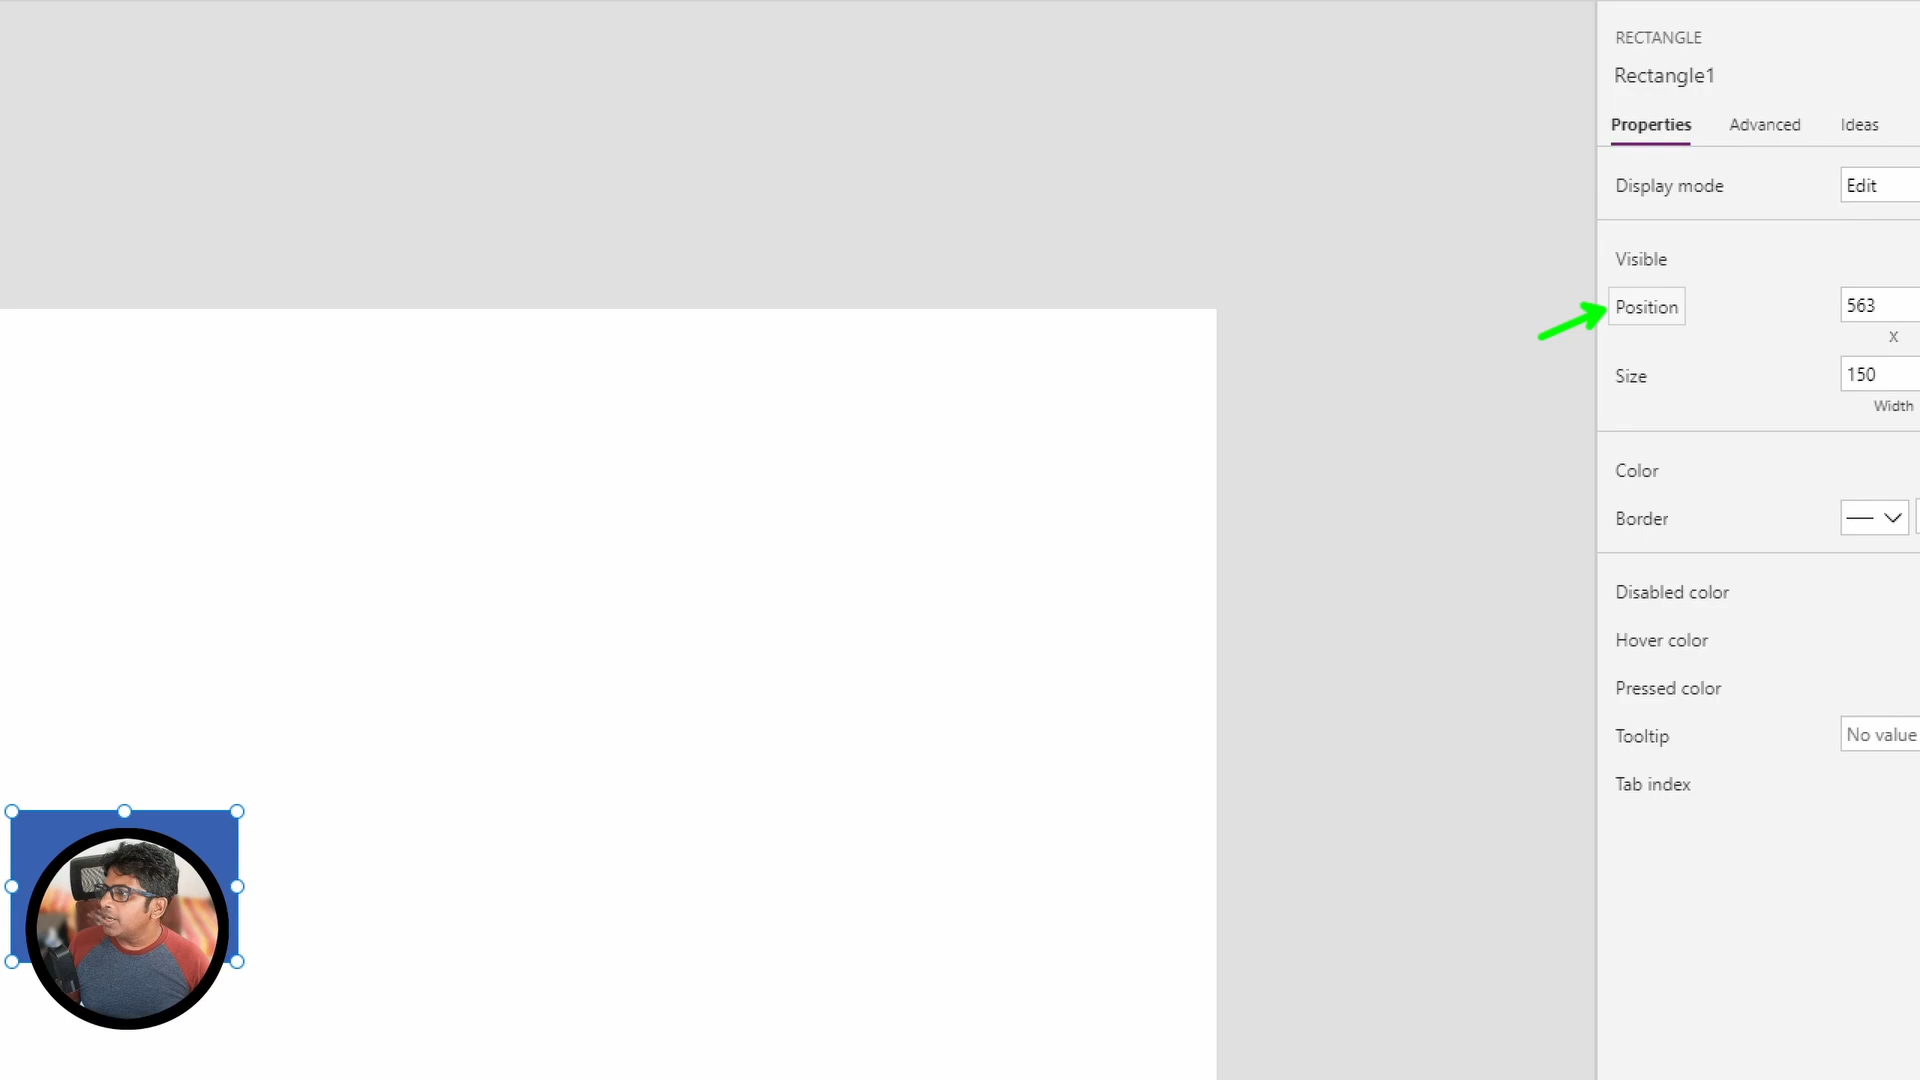 RECTANGLE
Rectangle1
Properties Advanced Ideas
Display mode Edit
Visible
Position 563
X
Size 150
Width
Color
Border
Disabled color
Hover color
Pressed color
Tooltip No value
Tab index